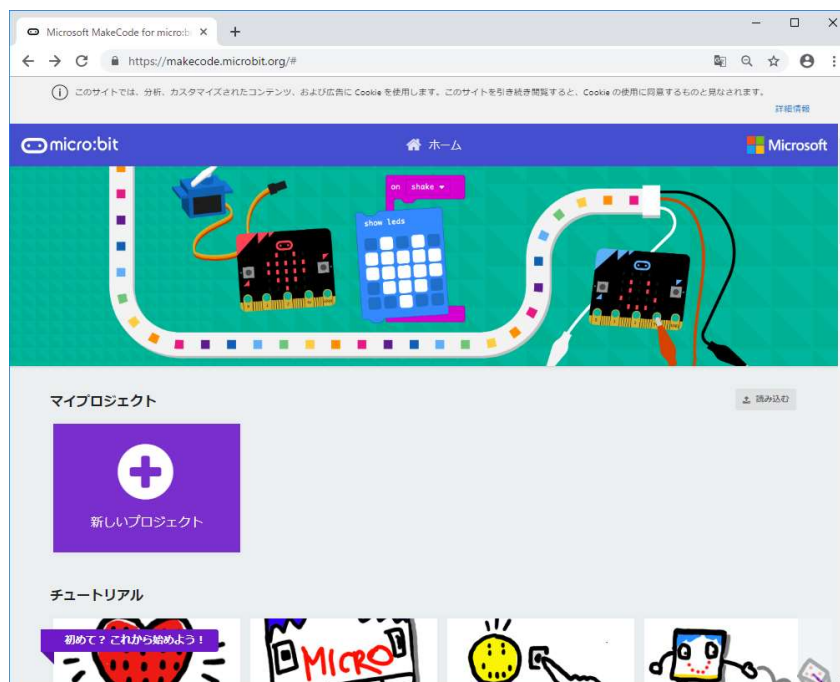 Microsoft MakeCode for micro:b
https://makecode.microbit.org/#
このサイトでは、分析、カスタマイズされたコンテンツ、および広告に Cookie を使用します。このサイトを引き続き閲覧すると、Cookie の使用に同意するものと見なされます。
詳細情報
micro:bit
ホーム
Microsoft
on shake
show leds
マイプロジェクト
読み込む
新しいプロジェクト
チュートリアル
初めて？これから始めよう！
MICRO